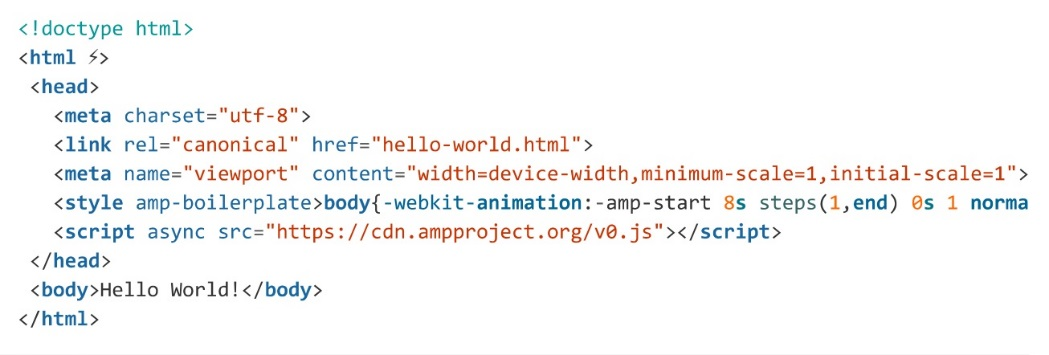 <!doctype html>
<html ⚡>
<head>
<meta charset="utf-8">
<link rel="canonical" href="hello-world.html">
<meta name="viewport" content="width=device-width,minimum-scale=1,initial-scale=1">
<style amp-boilerplate>body{-webkit-animation:-amp-start 8s steps(1,end) 0s 1 norma
<script async src="https://cdn.ampproject.org/v0.js"></script>
</head>
<body>Hello World!</body>
</html>